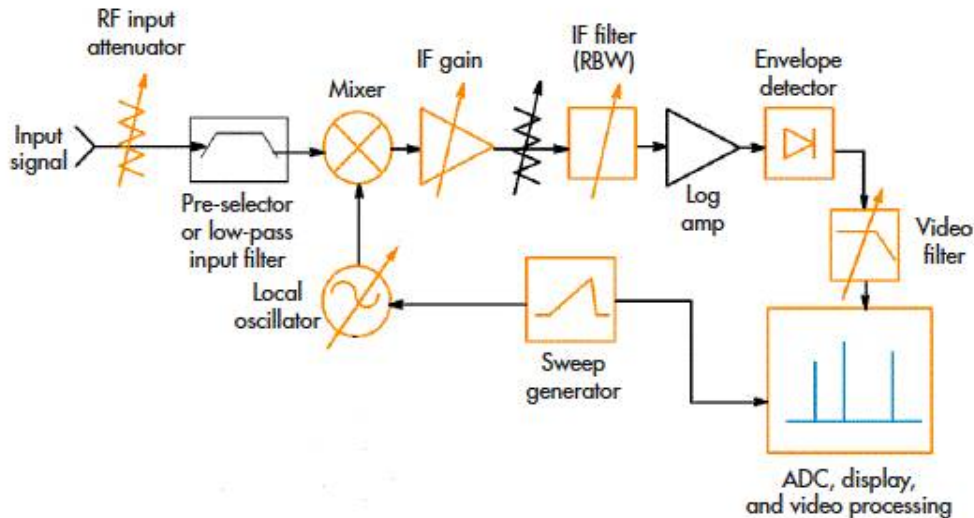 RF input
attenuator
Input
signal
Pre-selector
or low-pass
input filter
Mixer
IF gain
IF filter
(RBW)
Log
amp
Envelope
detector
Video
filter
Local
oscillator
Sweep
generator
ADC, display,
and video processing